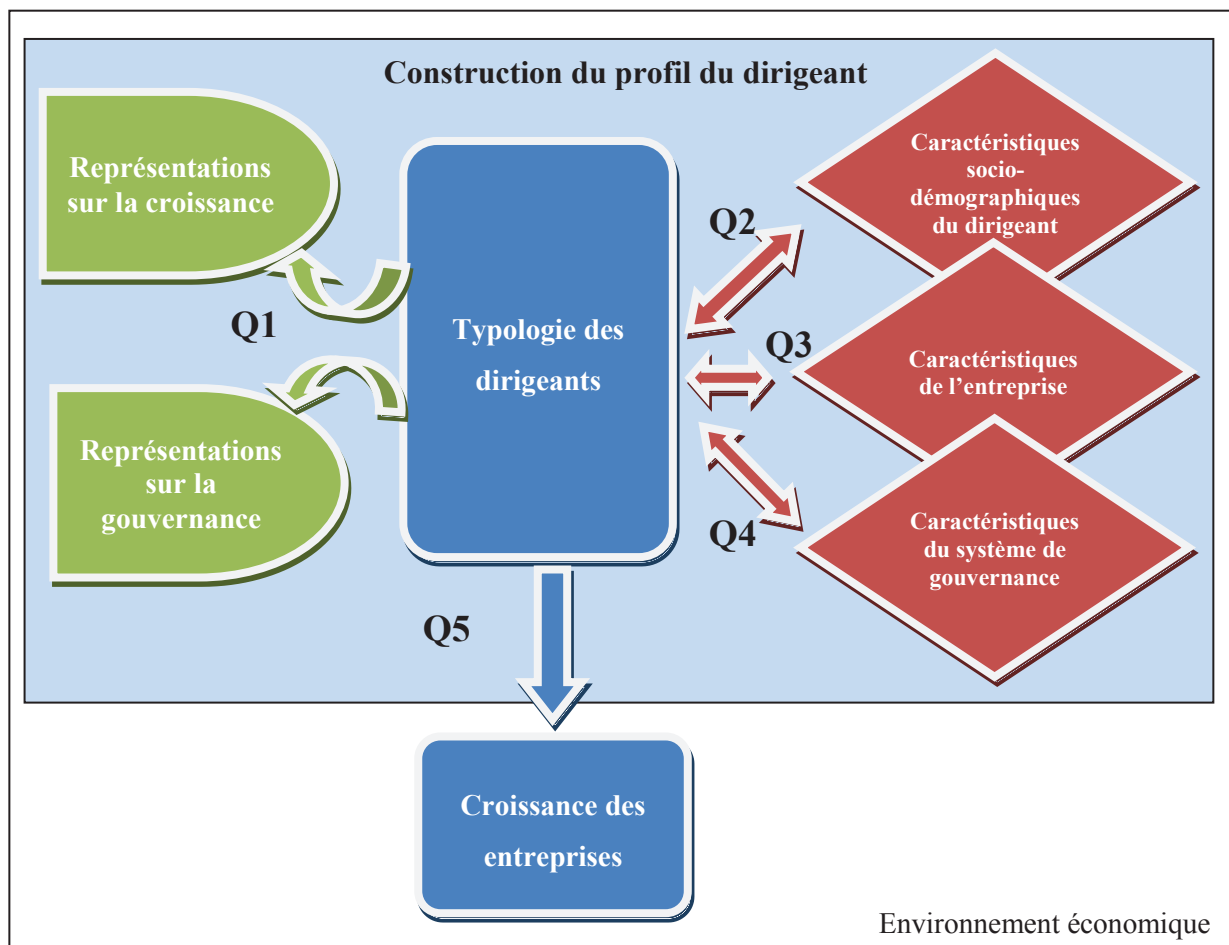 Construction du profil du dirigeant
Représentations
sur la croissance
Q1
Représentations
sur la
gouvernance
Typologie des
dirigeants
Q2
Q3
Q4
Caractéristiques
socio-
démographiques
du dirigeant
Caractéristiques
de l’entreprise
Caractéristiques
du système de
gouvernance
Q5
Croissance des
entreprises
Environnement économique